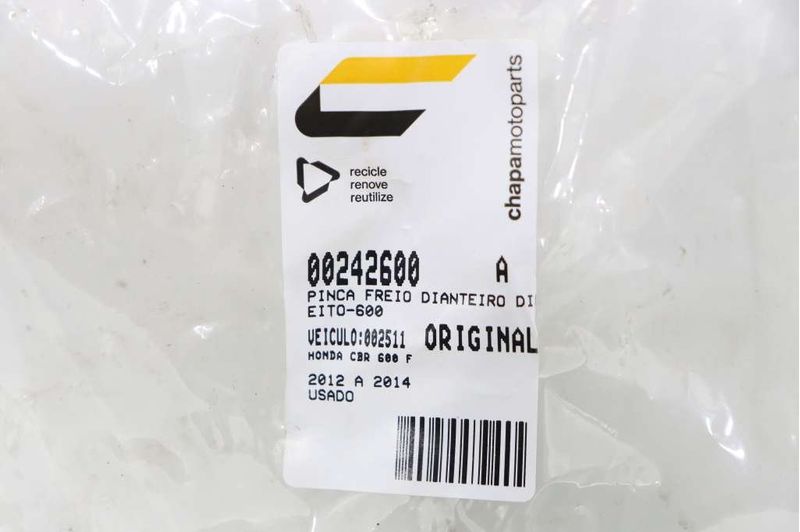 chapamotoparts
recicle
renove
reutilize
00242600 A
PINCA FREIO DIANTEIRO DI
EITO-600
VEICULO:002511 ORIGINAL
HONDA CBR 600 F
2012 A 2014
USADO